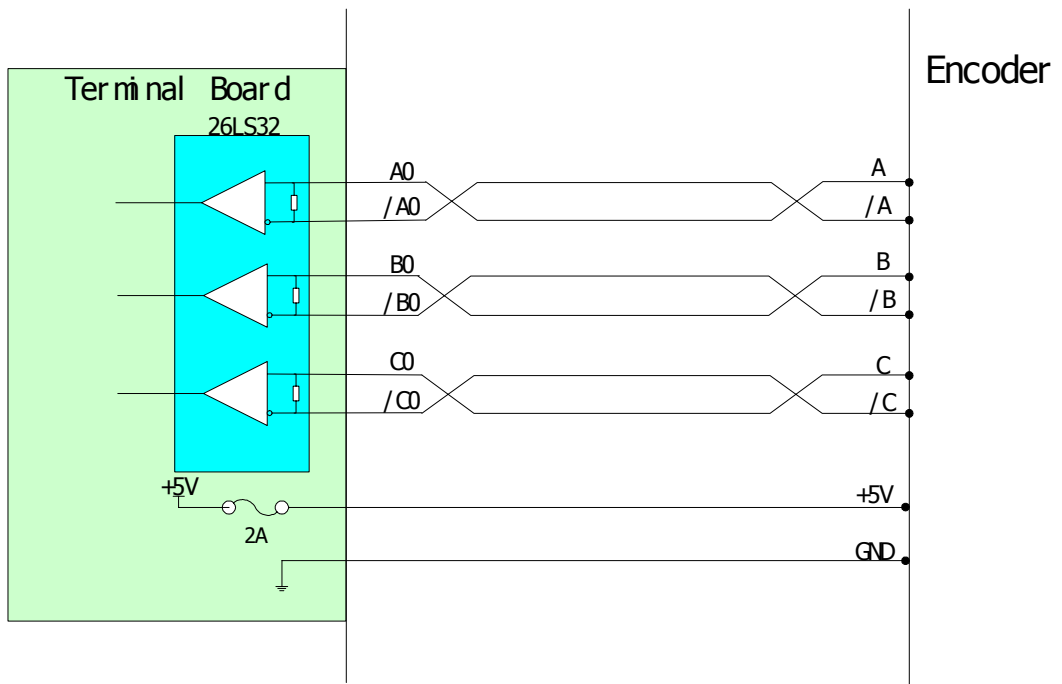 Encoder
Terminal Board
26LS32
A0 A
/A0 /A
B0 B
/B0 /B
C0 C
/C0 /C
+5V +5V
2A
GND